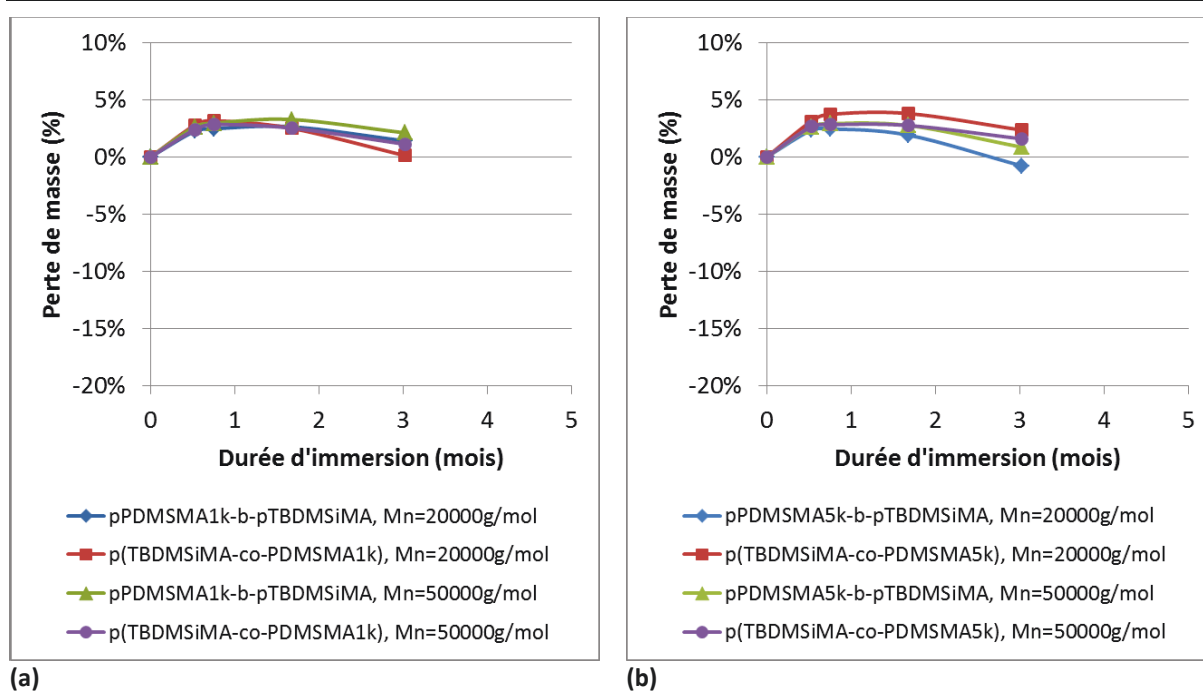 10%
5%
0%
-5%
-10%
-15%
-20%
Perte de masse (%)
0 1 2 3 4 5
Durée d'immersion (mois)
pPDMSMA1k-b-pTBDMSiMA, Mn=20000g/mol
p(TBDMSiMA-co-PDMSMA1k), Mn=20000g/mol
pPDMSMA1k-b-pTBDMSiMA, Mn=50000g/mol
p(TBDMSiMA-co-PDMSMA1k), Mn=50000g/mol
(a)
10%
5%
0%
-5%
-10%
-15%
-20%
Perte de masse (%)
0 1 2 3 4 5
Durée d'immersion (mois)
pPDMSMA5k-b-pTBDMSiMA, Mn=20000g/mol
p(TBDMSiMA-co-PDMSMA5k), Mn=20000g/mol
pPDMSMA5k-b-pTBDMSiMA, Mn=50000g/mol
p(TBDMSiMA-co-PDMSMA5k), Mn=50000g/mol
(b)